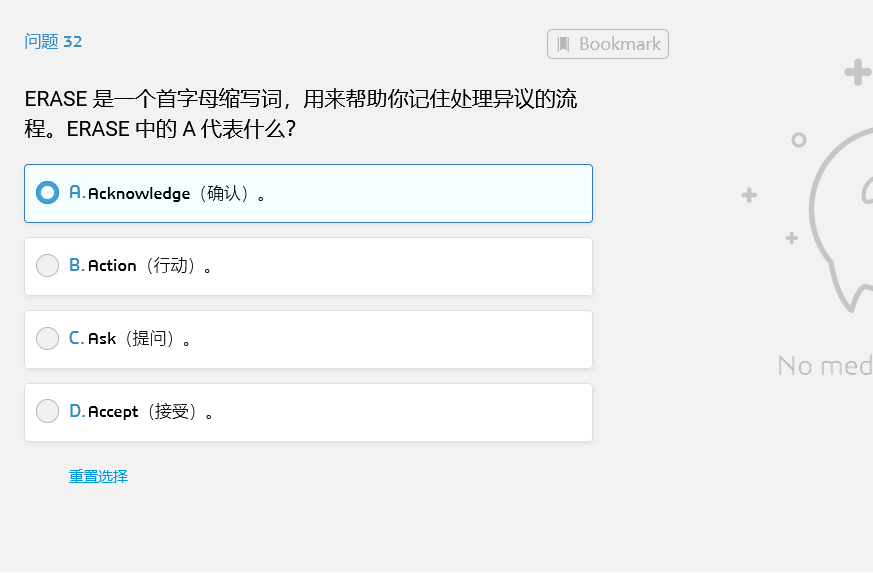 问题 32
Bookmark
ERASE 是一个首字母缩写词，用来帮助你记住处理异议的流
程。ERASE 中的 A 代表什么？
A. Acknowledge（确认）。
B. Action（行动）。
C. Ask（提问）。
D. Accept（接受）。
重置选择
No med